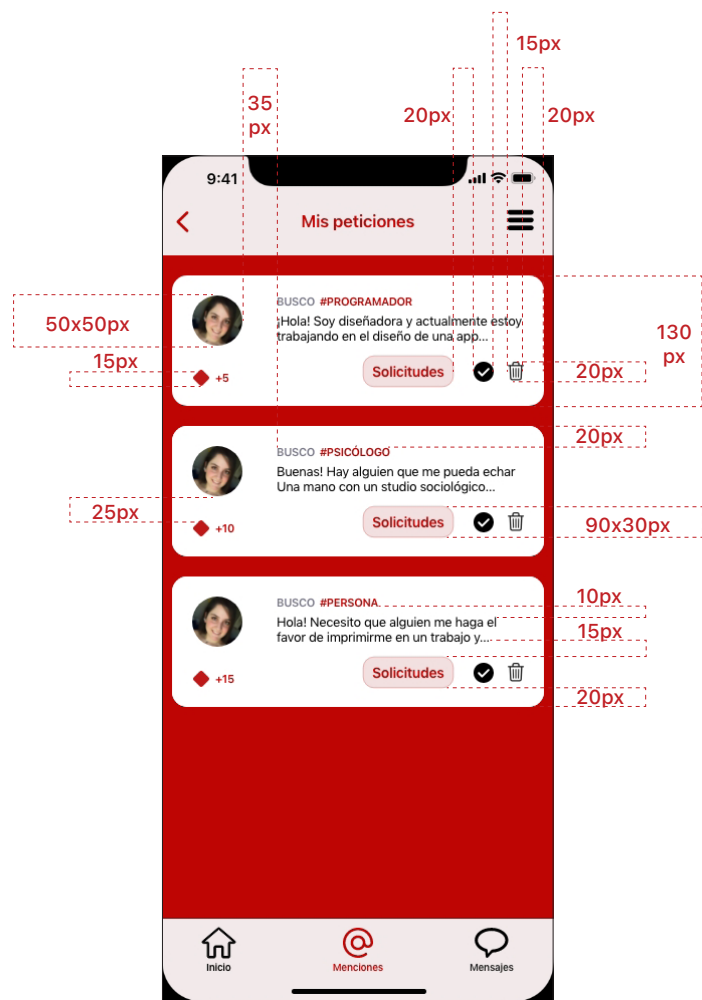 15px
35
px
20px
20px
9:41
Mis peticiones
BUSCO #PROGRAMADOR
¡Hola! Soy diseñadora y actualmente estoy
trabajando en el diseño de una app...
50x50px
130
px
15px
+5
Solicitudes
20px
BUSCO #PSICÓLOGO
20px
Buenas! Hay alguien que me pueda echar
Una mano con un studio sociológico...
25px
+10
Solicitudes
90x30px
BUSCO #PERSONA
10px
Hola! Necesito que alguien me haga el
favor de imprimirme en un trabajo y...
15px
+15
Solicitudes
20px
Inicio
Menciones
Mensajes